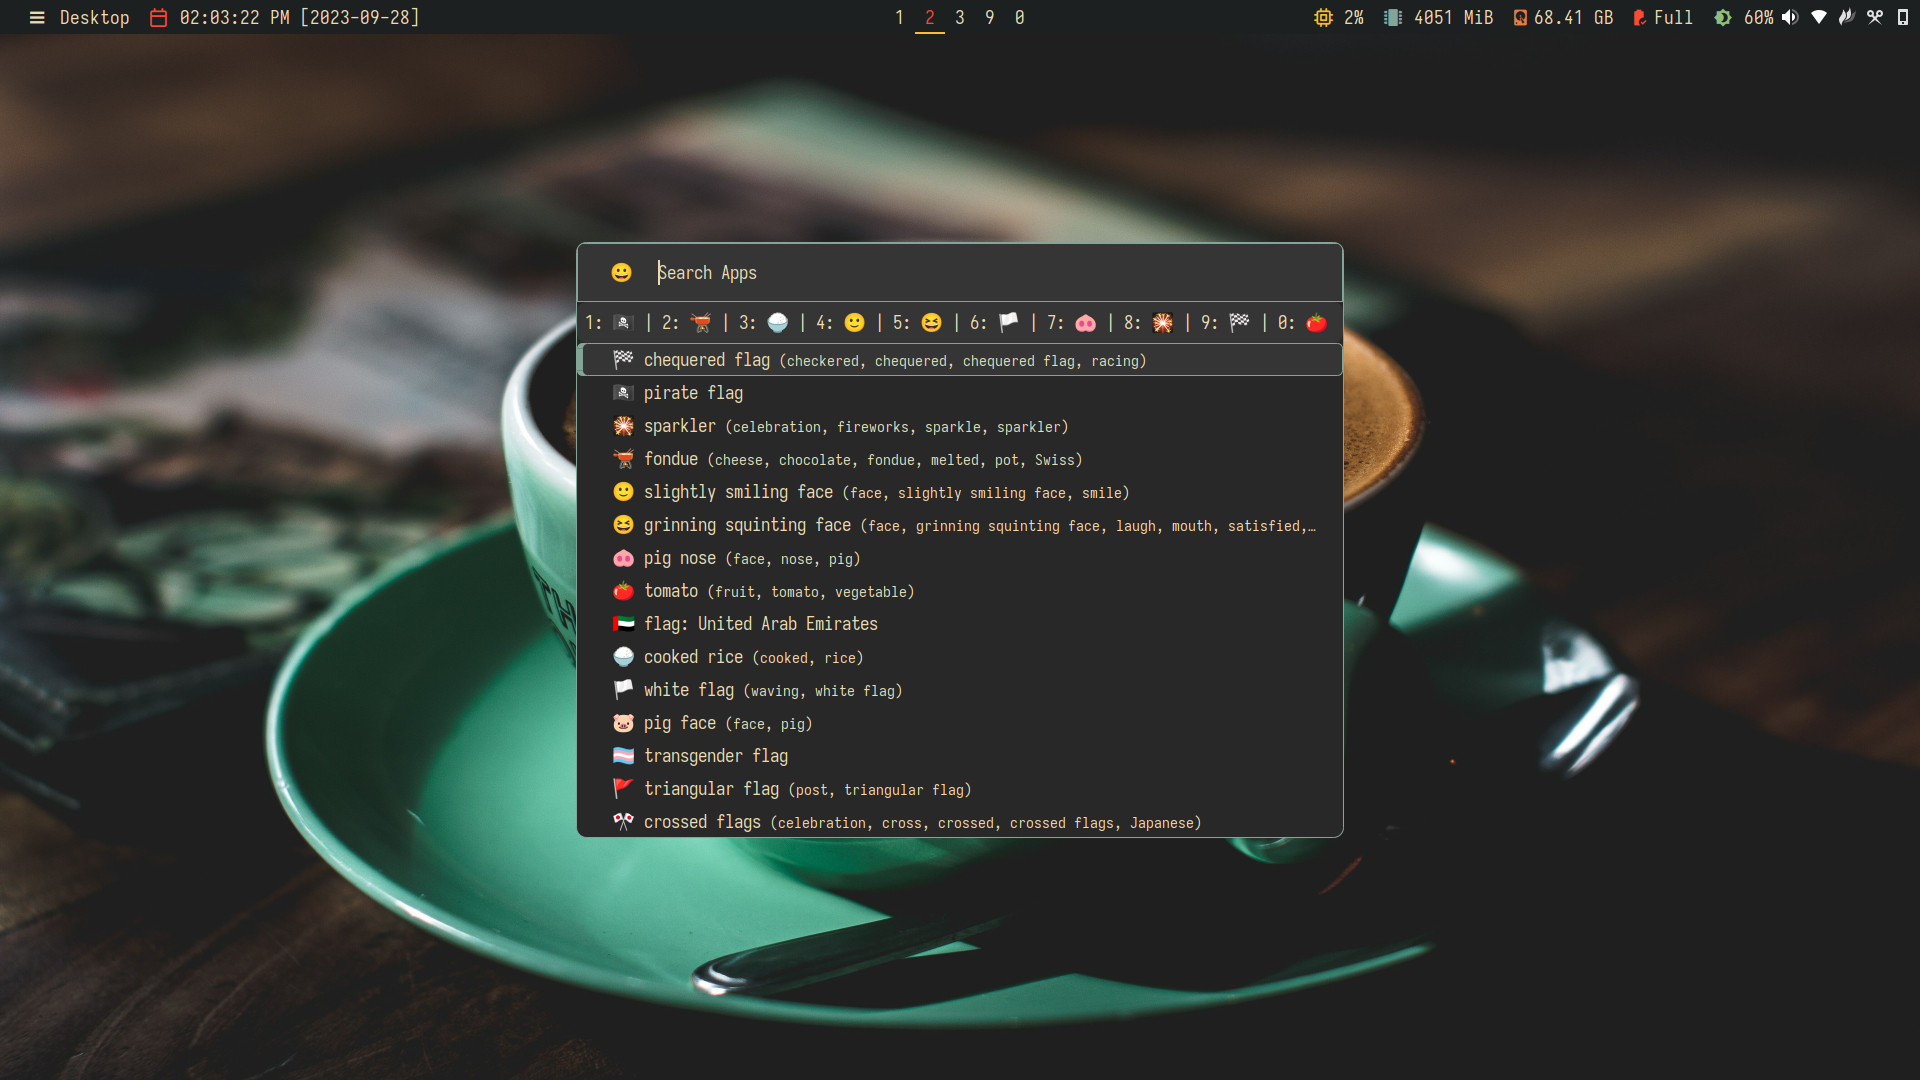 Desktop 02:03:22 PM [2023-09-28] 1 2 3 9 0 2% 4051 MiB 68.41 GB Full 60%
Search Apps
1: 🏴‍☠️ | 2: 🫕 | 3: 🍚 | 4: 🙂 | 5: 😆 | 6: 🏳️ | 7: 🐽 | 8: 🎇 | 9: 🏁 | 0: 🍅
🏁 chequered flag (checkered, chequered, chequered flag, racing)
🏴‍☠️ pirate flag
🎇 sparkler (celebration, fireworks, sparkle, sparkler)
🫕 fondue (cheese, chocolate, fondue, melted, pot, Swiss)
🙂 slightly smiling face (face, slightly smiling face, smile)
😆 grinning squinting face (face, grinning squinting face, laugh, mouth, satisfied,…
🐽 pig nose (face, nose, pig)
🍅 tomato (fruit, tomato, vegetable)
🇦🇪 flag: United Arab Emirates
🍚 cooked rice (cooked, rice)
🏳️ white flag (waving, white flag)
🐷 pig face (face, pig)
🏳️‍⚧️ transgender flag
🚩 triangular flag (post, triangular flag)
🎌 crossed flags (celebration, cross, crossed, crossed flags, Japanese)